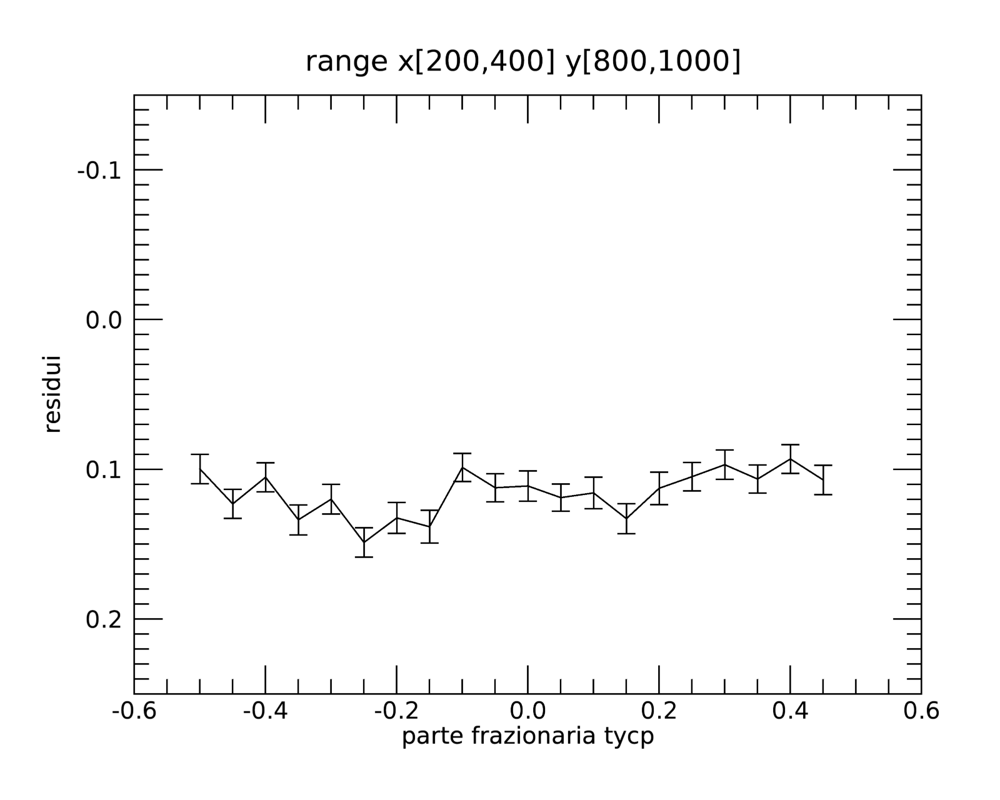 range x[200,400] y[800,1000]
-0.1
0.0
0.1
0.2
residui
-0.6 -0.4 -0.2 0.0 0.2 0.4 0.6
parte frazionaria tycp